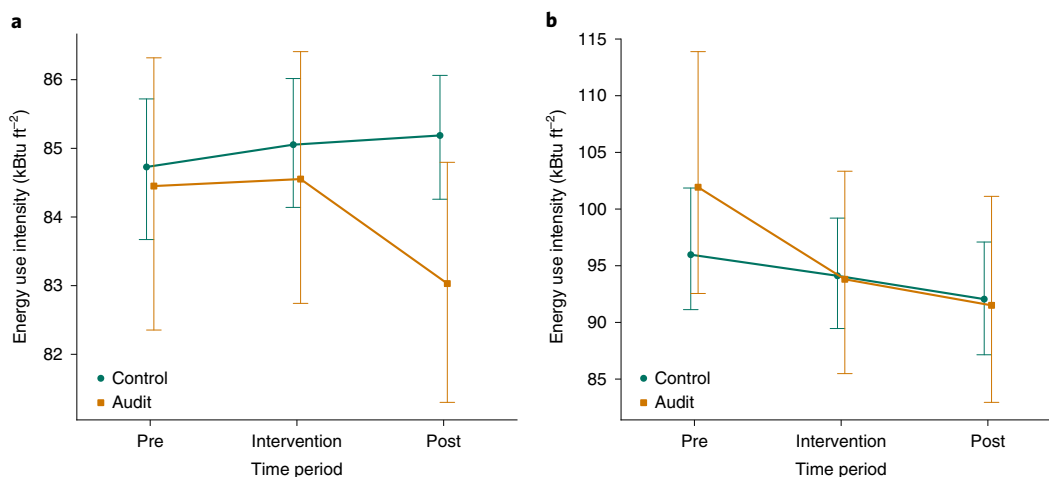 a
Energy use intensity (kBtu ft⁻²)
86
85
84
83
82
Control
Audit
Pre Intervention Post
Time period
b
Energy use intensity (kBtu ft⁻²)
115
110
105
100
95
90
85
Control
Audit
Pre Intervention Post
Time period